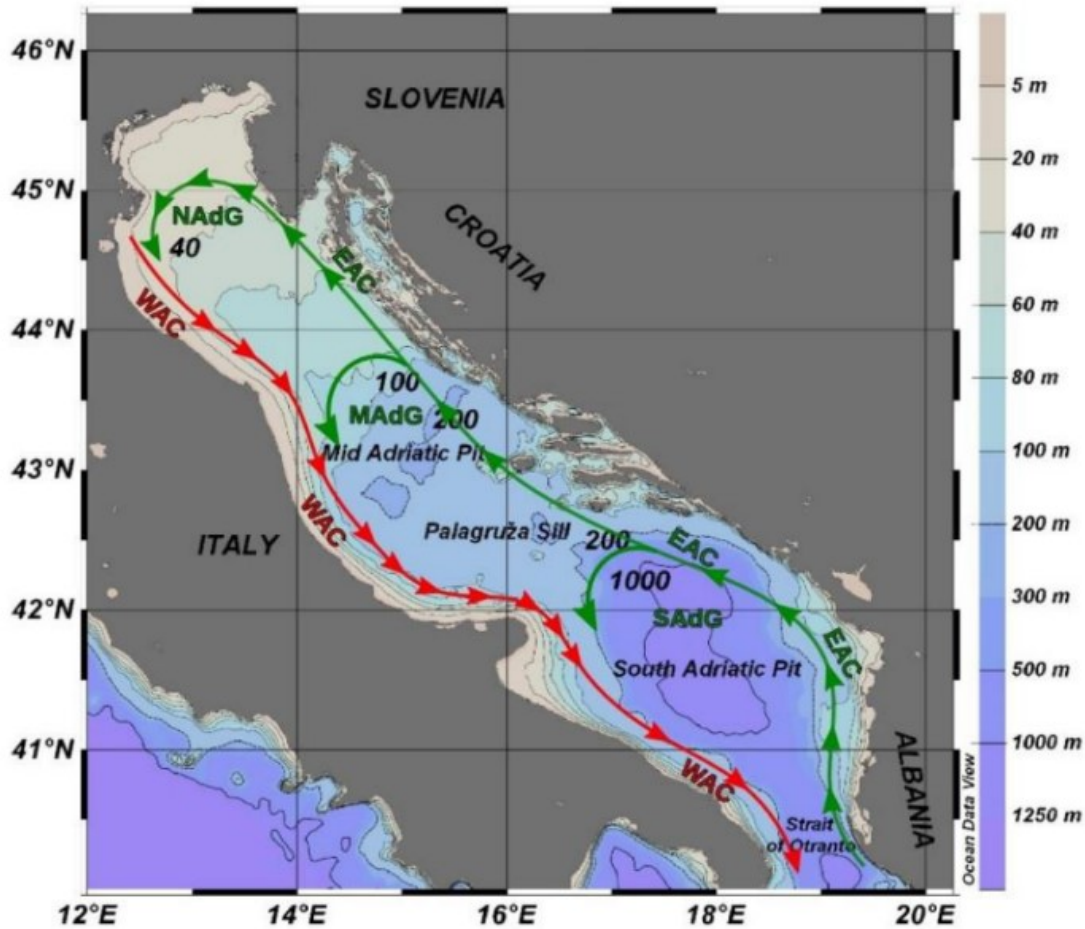 46°N
45°N
44°N
43°N
42°N
41°N
12°E
14°E
16°E
18°E
20°E
SLOVENIA
CROATIA
ITALY
ALBANIA
NAdG
40
EAC
WAC
100
MAdG
200
Mid Adriatic Pit
WAC
Palagruža Sill
200
EAC
1000
SAdG
South Adriatic Pit
EAC
WAC
Strait
of Otranto
Ocean Data View
5 m
20 m
40 m
60 m
80 m
100 m
200 m
300 m
500 m
1000 m
1250 m